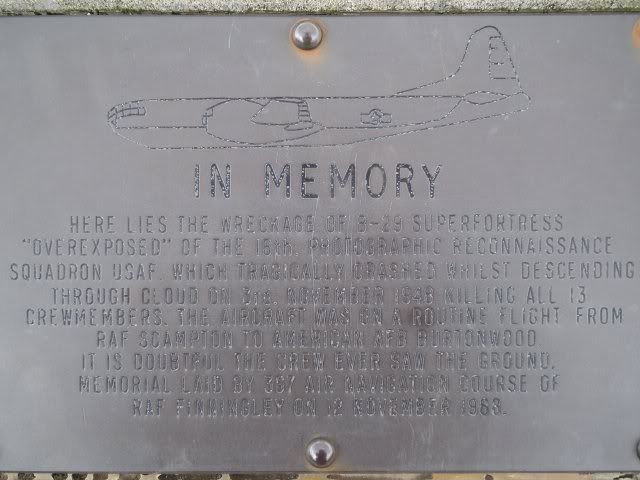 IN MEMORY
HERE LIES THE WRECKAGE OF B-29 SUPERFORTRESS
"OVEREXPOSED" OF THE 16th. PHOTOGRAPHIC RECONNAISSANCE
SQUADRON USAF. WHICH TRAGICALLY CRASHED WHILST DESCENDING
THROUGH CLOUD ON 3rd. NOVEMBER 1948 KILLING ALL 13
CREWMEMBERS. THE AIRCRAFT WAS ON A ROUTINE FLIGHT FROM
RAF SCAMPTON TO AMERICAN AFB BURTONWOOD
IT IS DOUBTFUL THE CREW EVER SAW THE GROUND.
MEMORIAL LAID BY 367 AIR NAVIGATION COURSE OF
RAF FINNINGLEY ON 12 NOVEMBER 1988.